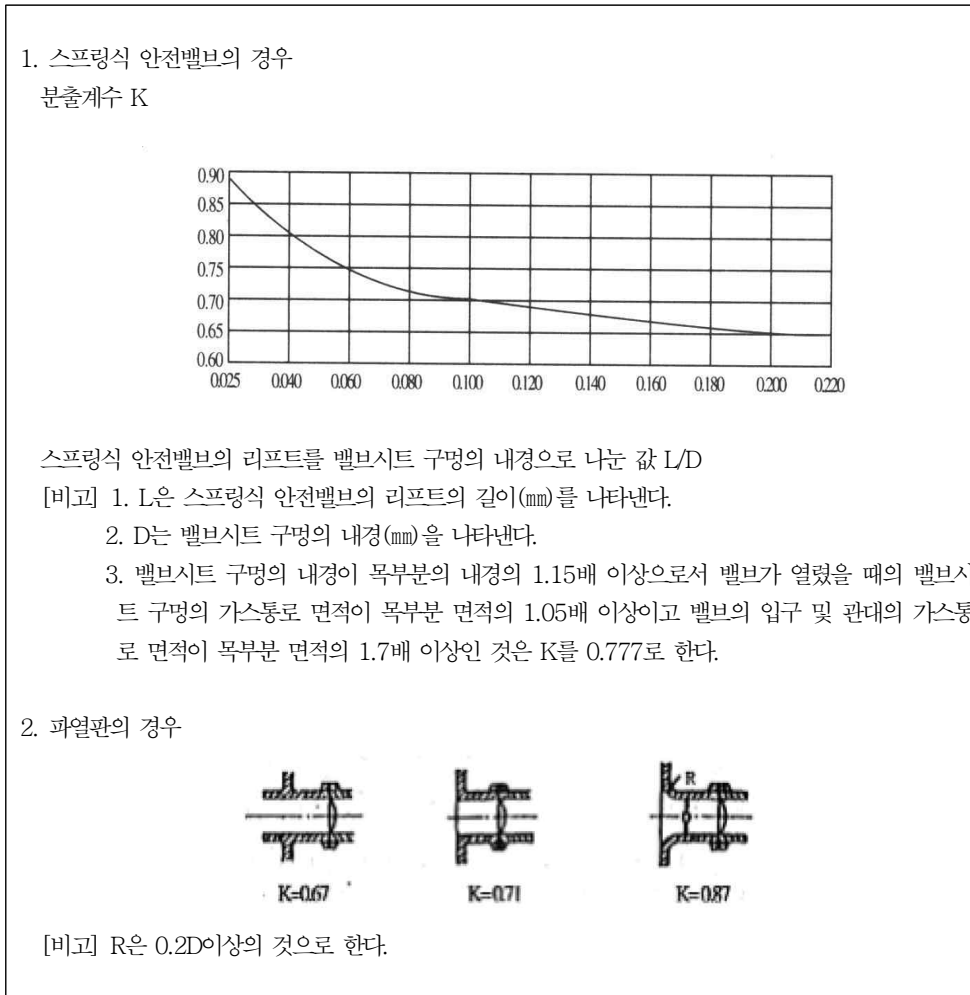 1. 스프링식 안전밸브의 경우
분출계수 K
0.90
0.85
0.80
0.75
0.70
0.65
0.60
0.025 0.040 0.060 0.080 0.100 0.120 0.140 0.160 0.180 0.200 0.220
스프링식 안전밸브의 리프트를 밸브시트 구멍의 내경으로 나눈 값 L/D
[비고] 1. L은 스프링식 안전밸브의 리프트의 길이(㎜)를 나타낸다.
2. D는 밸브시트 구멍의 내경(㎜)을 나타낸다.
3. 밸브시트 구멍의 내경이 목부분의 내경의 1.15배 이상으로서 밸브가 열렸을 때의 밸브시
트 구멍의 가스통로 면적이 목부분 면적의 1.05배 이상이고 밸브의 입구 및 관대의 가스통
로 면적이 목부분 면적의 1.7배 이상인 것은 K를 0.777로 한다.
2. 파열판의 경우
R
K=0.67 K=0.71 K=0.87
[비고] R은 0.2D이상의 것으로 한다.